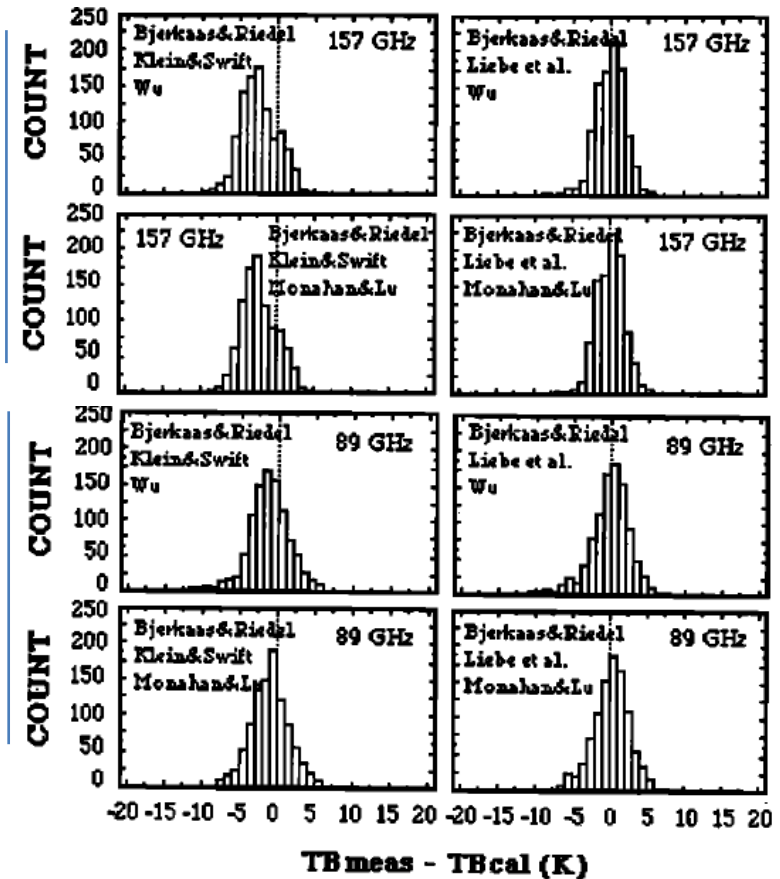 250
200
150
100
50
0
COUNT
Bjerkaas&Riedel
Klein&Swift
Wu
157 GHz
Bjerkaas&Riedel
Liebe et al.
Wu
157 GHz
250
200
150
100
50
0
COUNT
157 GHz
Bjerkaas&Riedel
Klein&Swift
Monahan&Lu
Bjerkaas&Riedel
Liebe et al.
Monahan&Lu
157 GHz
250
200
150
100
50
0
COUNT
Bjerkaas&Riedel
Klein&Swift
Wu
89 GHz
Bjerkaas&Riedel
Liebe et al.
Wu
89 GHz
250
200
150
100
50
0
COUNT
Bjerkaas&Riedel
Klein&Swift
Monahan&Lu
89 GHz
Bjerkaas&Riedel
Liebe et al.
Monahan&Lu
89 GHz
-20 -15 -10 -5 0 5 10 15 20
-20 -15 -10 -5 0 5 10 15 20
TBmeas - TBcal (K)